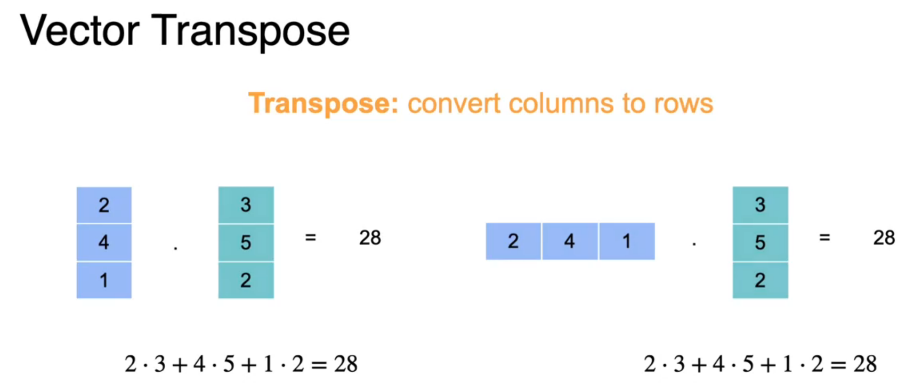 Vector Transpose
Transpose: convert columns to rows
2
4
1
.
3
5
2
= 28
2 · 3 + 4 · 5 + 1 · 2 = 28
2 4 1
.
3
5
2
= 28
2 · 3 + 4 · 5 + 1 · 2 = 28